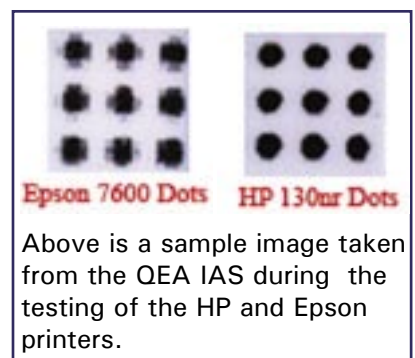 Epson 7600 Dots HP 130nr Dots
Above is a sample image taken
from the QEA IAS during the
testing of the HP and Epson
printers.